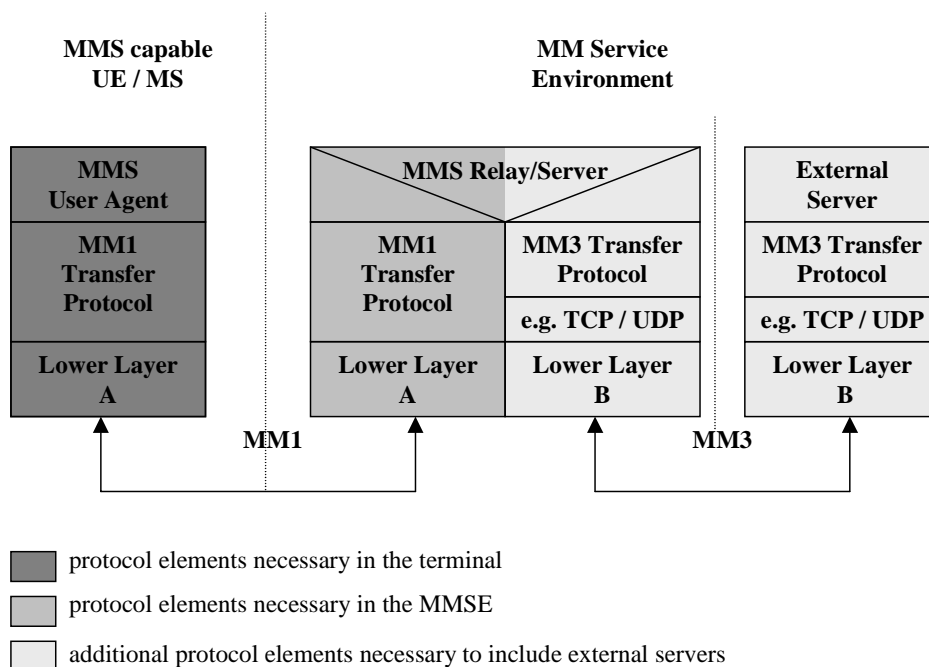 MMS capable
UE / MS
MM Service
Environment
MMS
User Agent
MM1
Transfer
Protocol
Lower Layer
A
MMS Relay/Server
MM1
Transfer
Protocol
Lower Layer
A
MM3 Transfer
Protocol
e.g. TCP / UDP
Lower Layer
B
External
Server
MM3 Transfer
Protocol
e.g. TCP / UDP
Lower Layer
B
MM1
MM3
protocol elements necessary in the terminal
protocol elements necessary in the MMSE
additional protocol elements necessary to include external servers